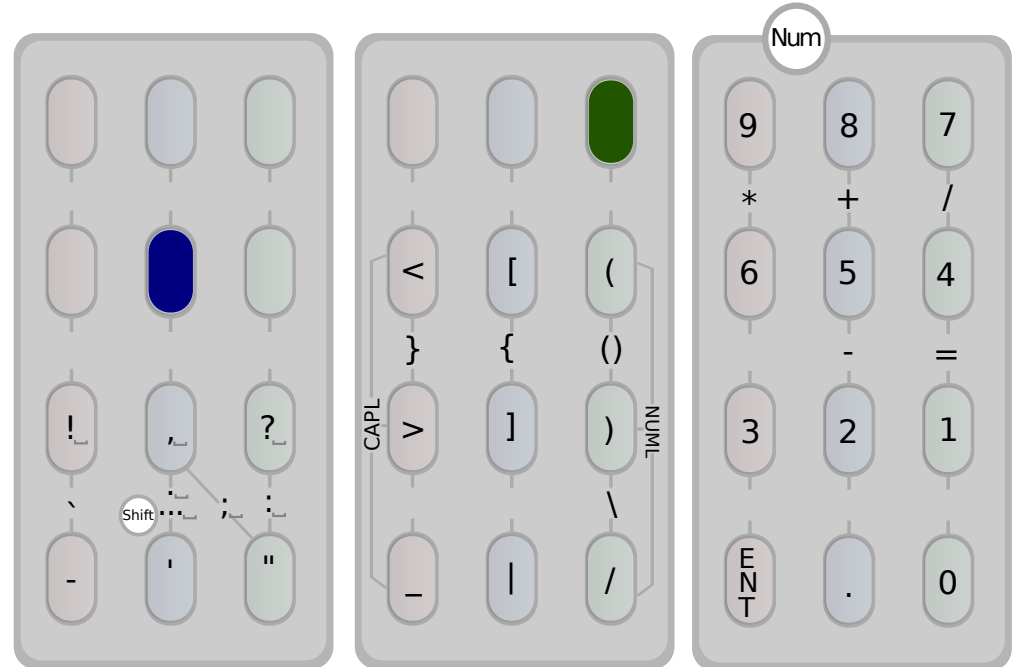 Num
9 8 7
* + /
< [ ( 6 5 4
} { () - =
!␣ ,␣ ?␣ CAPL > ] ) NUML 3 2 1
` Shift .␣ …␣ ;␣ :␣ \
- ' " _ | / ENT . 0